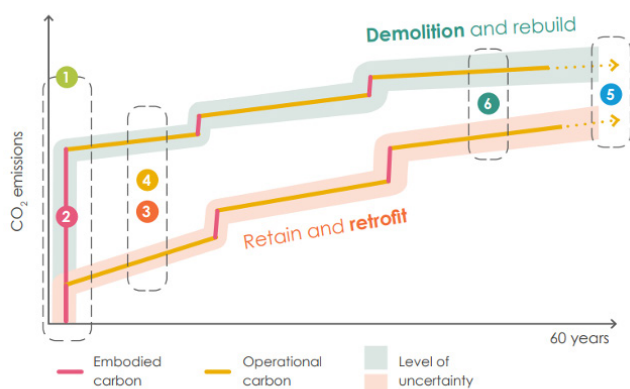 Demolition and rebuild
1
5
6
CO₂ emissions
4
2
3
Retain and retrofit
60 years
Embodied
carbon
Operational
carbon
Level of
uncertainty